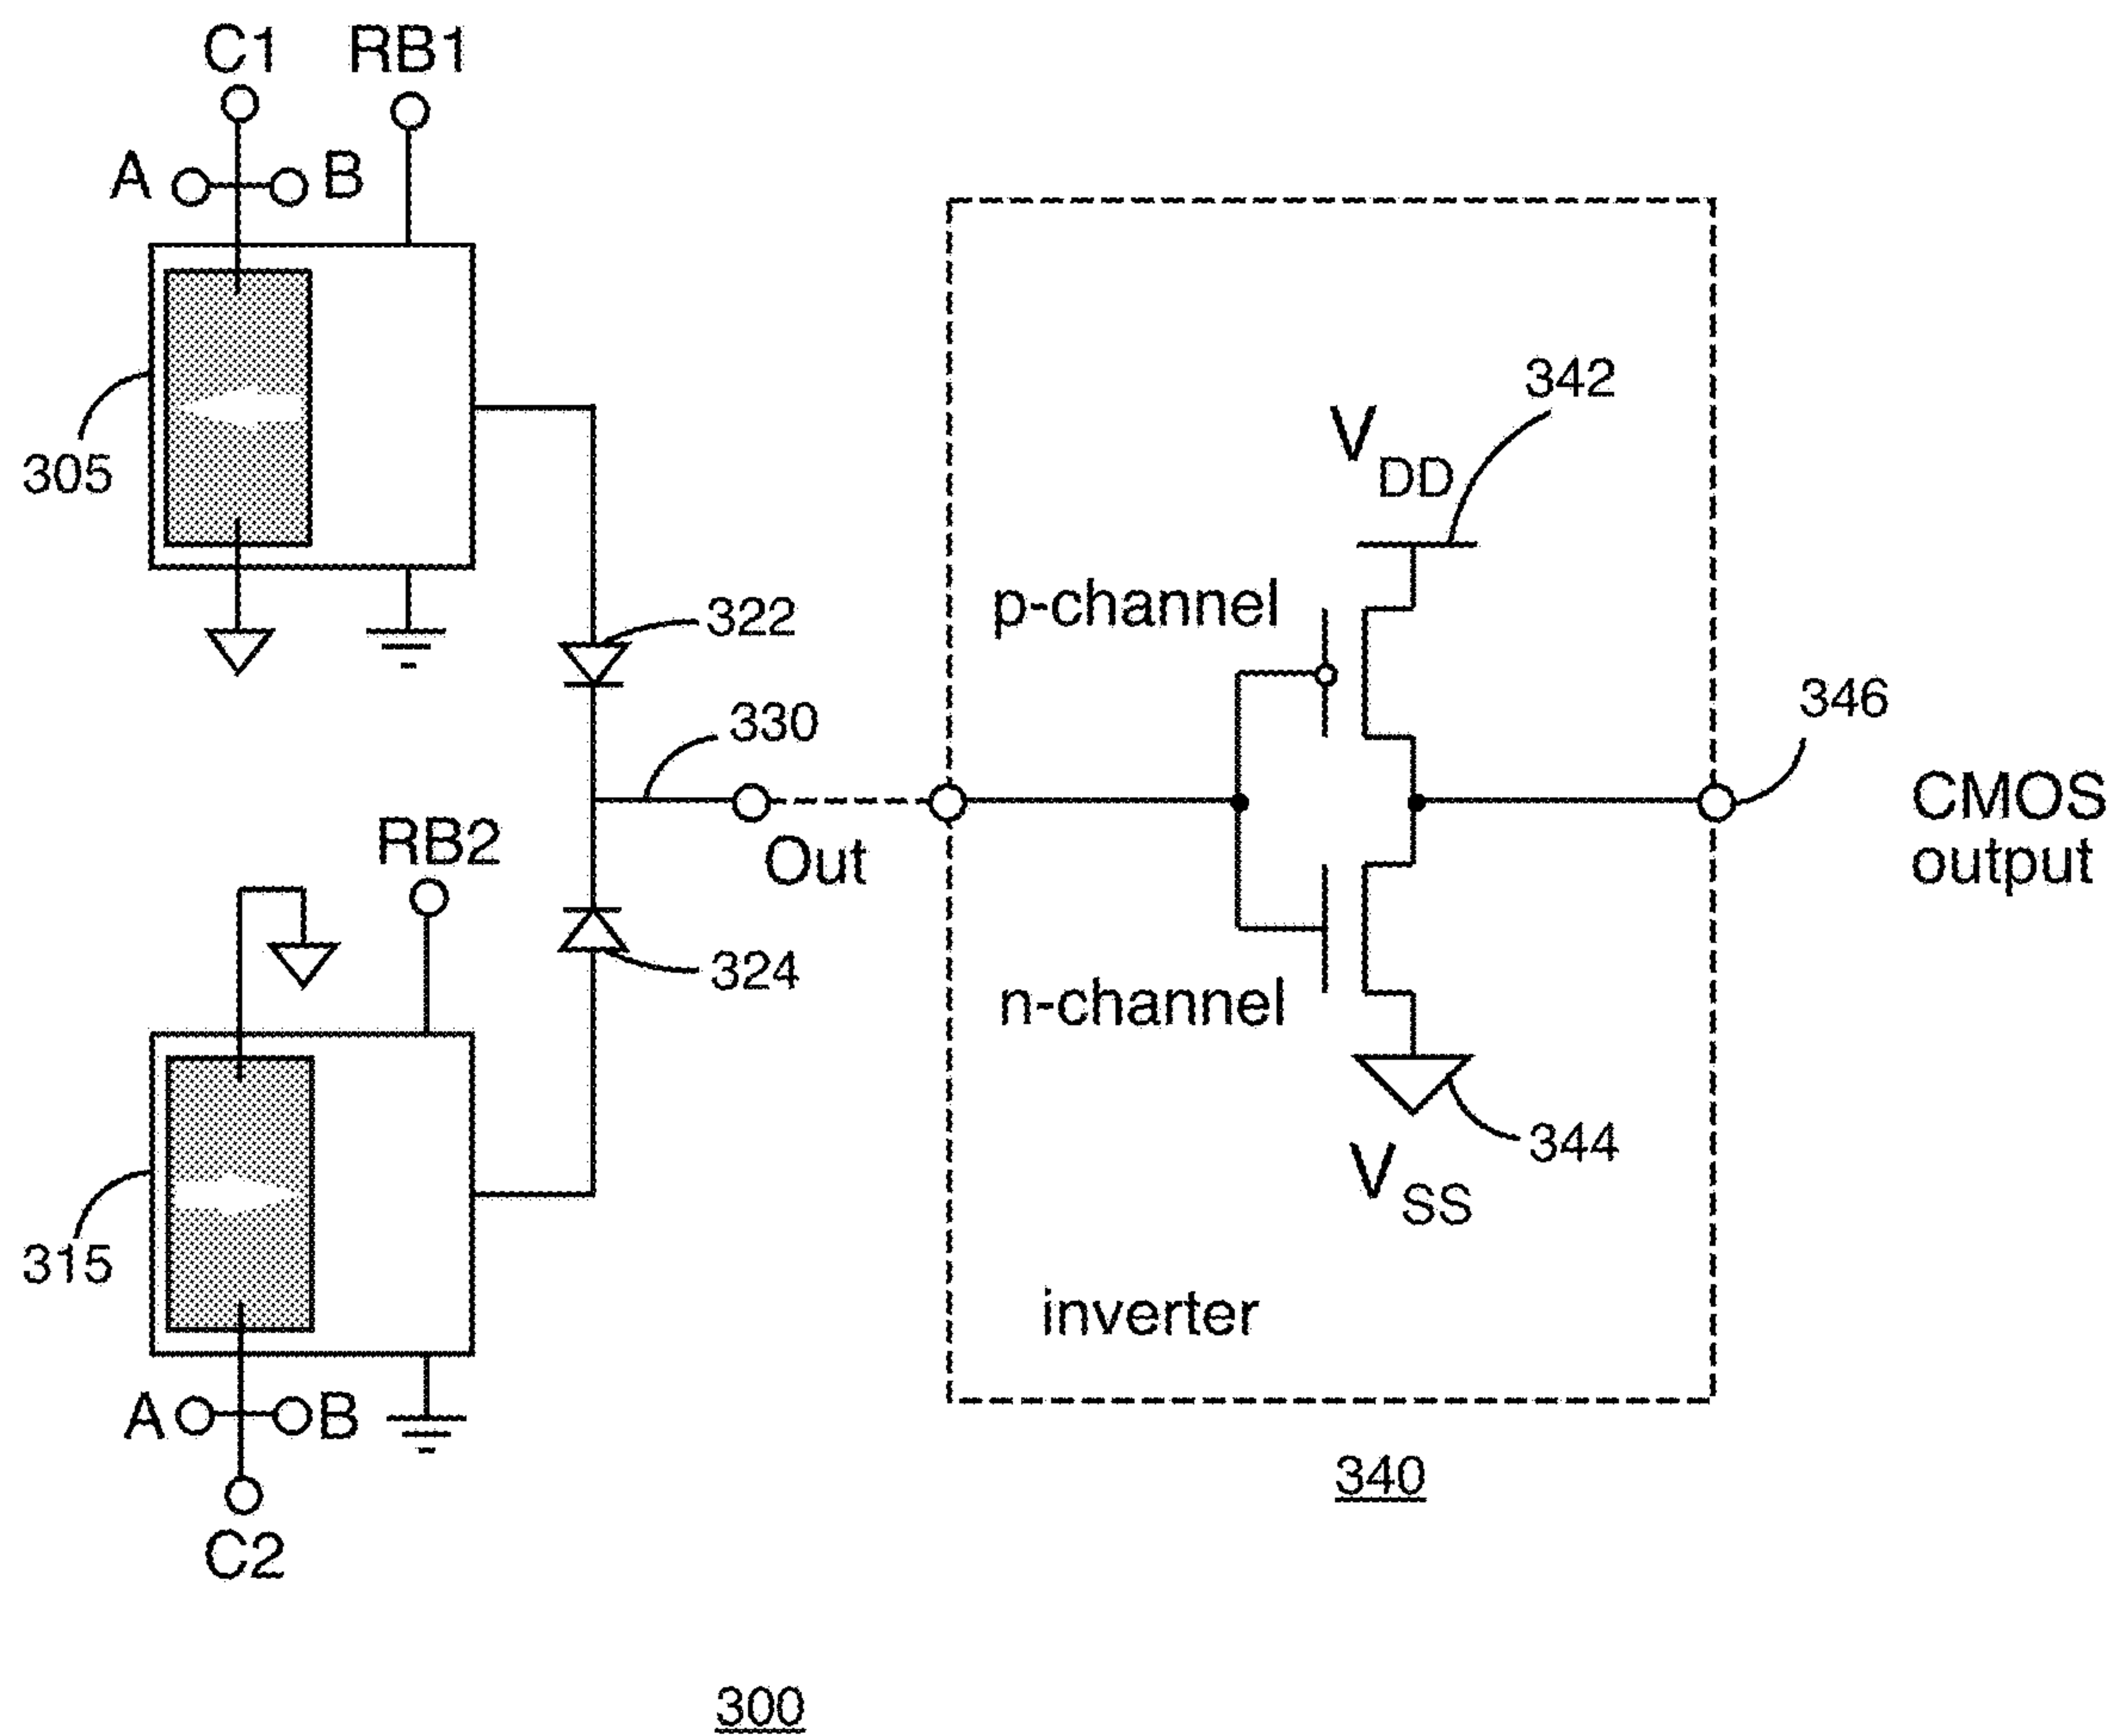 C1 RB1
A B
305
322
330
RB2
Out
324
315
A B
C2
342
V DD
p-channel
n-channel
V SS
344
inverter
340
346
CMOS
output
300